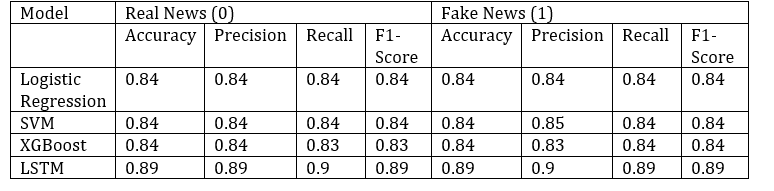 Model Real News (0) Fake News (1)
Accuracy Precision Recall F1- Accuracy Precision Recall F1-
Score Score
Logistic 0.84 0.84 0.84 0.84 0.84 0.84 0.84 0.84
Regression
SVM 0.84 0.84 0.84 0.84 0.84 0.85 0.84 0.84
XGBoost 0.84 0.84 0.83 0.83 0.84 0.83 0.84 0.84
LSTM 0.89 0.89 0.9 0.89 0.89 0.9 0.89 0.89